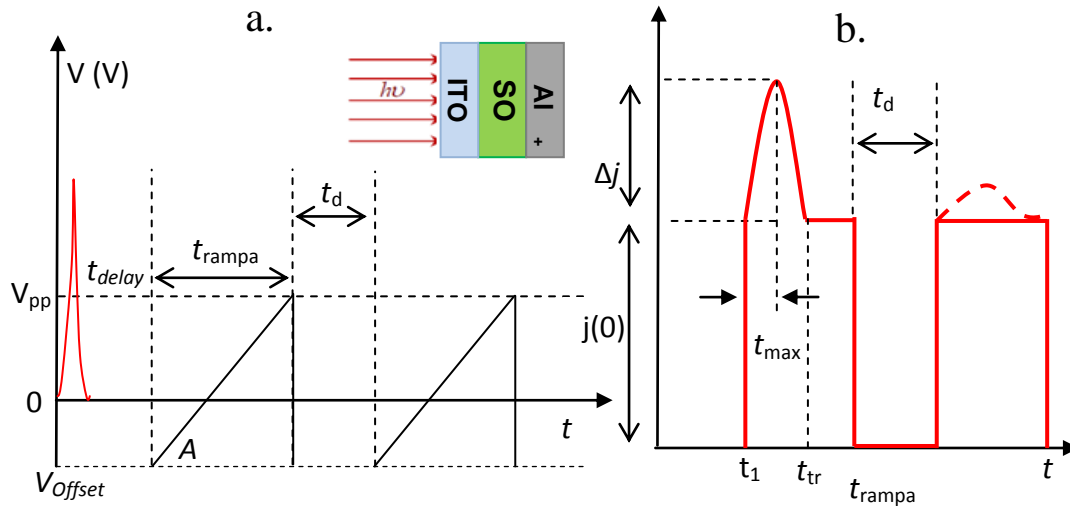 a.
V (V)
hυ
ITO
SO
Al
+
t_d
t_rampa
t_delay
V_pp
0
A
t
V_Offset
b.
t_d
Δj
j(0)
t_max
t_1
t_tr
t
t_rampa